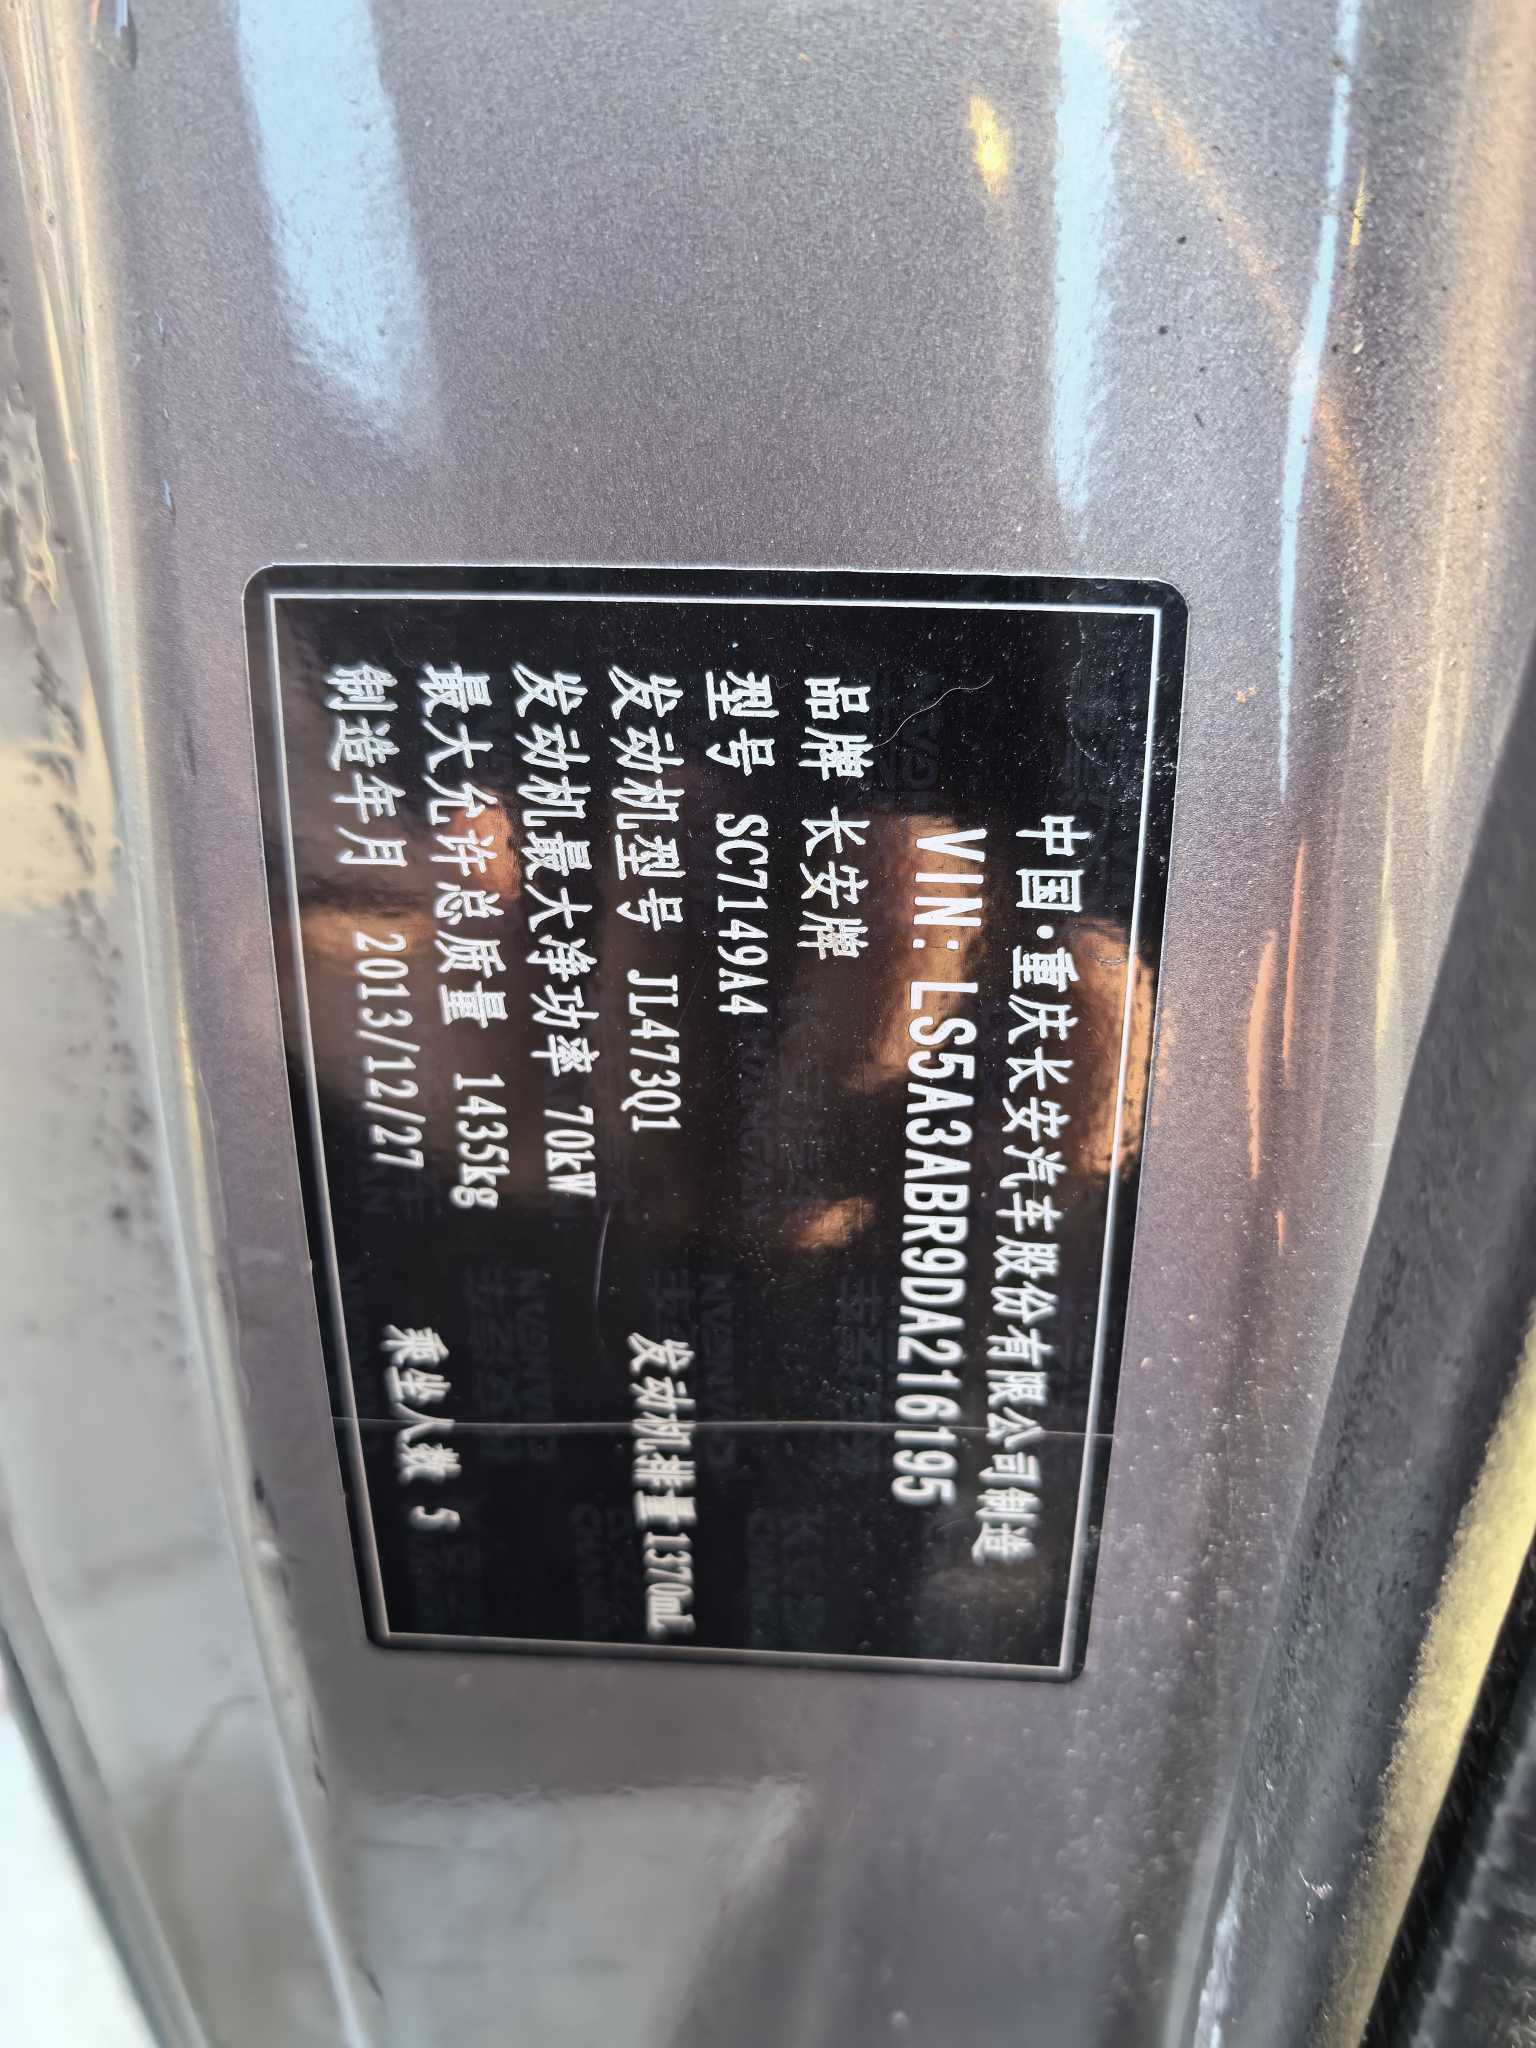 中国·重庆长安汽车股份有限公司制造
VIN: LS5A3ABR9DA216195
品牌 长安牌
型号 SC7149A4
发动机型号 JL473Q1 发动机排量 1370mL
发动机最大净功率 70kW
最大允许总质量 1435kg
制造年月 2013/12/27 乘坐人数 5